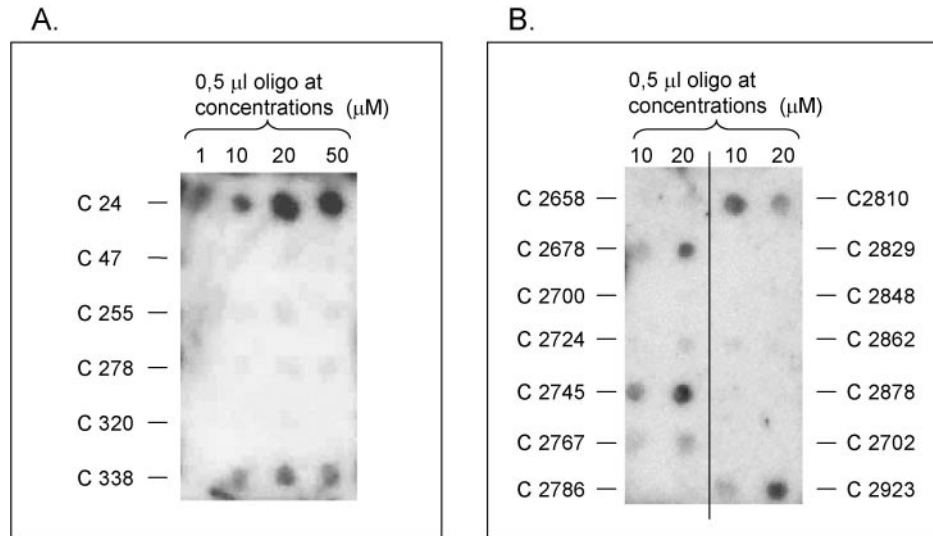 A.
0,5 μl oligo at
concentrations (μM)
1 10 20 50
C 24
C 47
C 255
C 278
C 320
C 338
B.
0,5 μl oligo at
concentrations (μM)
10 20 10 20
C 2658 C2810
C 2678 C 2829
C 2700 C 2848
C 2724 C 2862
C 2745 C 2878
C 2767 C 2702
C 2786 C 2923